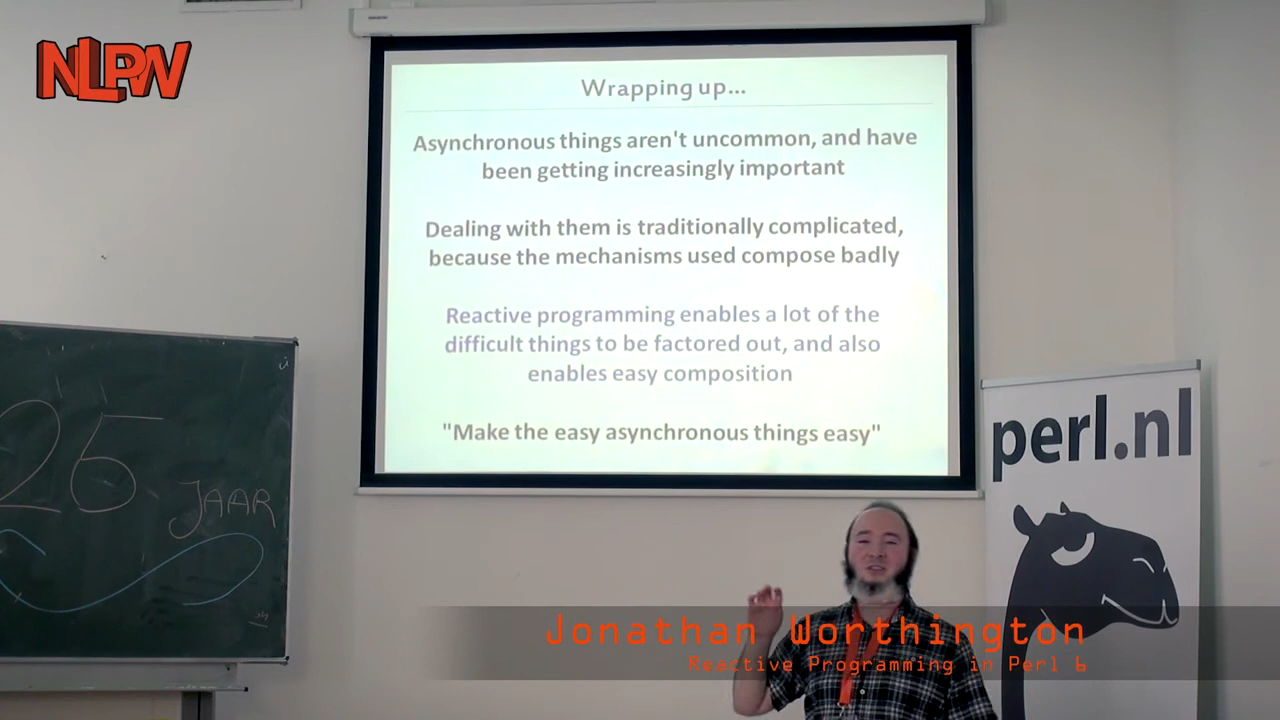 NLPW
Wrapping up...
Asynchronous things aren't uncommon, and have
been getting increasingly important
Dealing with them is traditionally complicated,
because the mechanisms used compose badly
Reactive programming enables a lot of the
difficult things to be factored out, and also
enables easy composition
"Make the easy asynchronous things easy"
26
JAAR
perl.nl
Jonathan Worthington
Reactive Programming in Perl 6